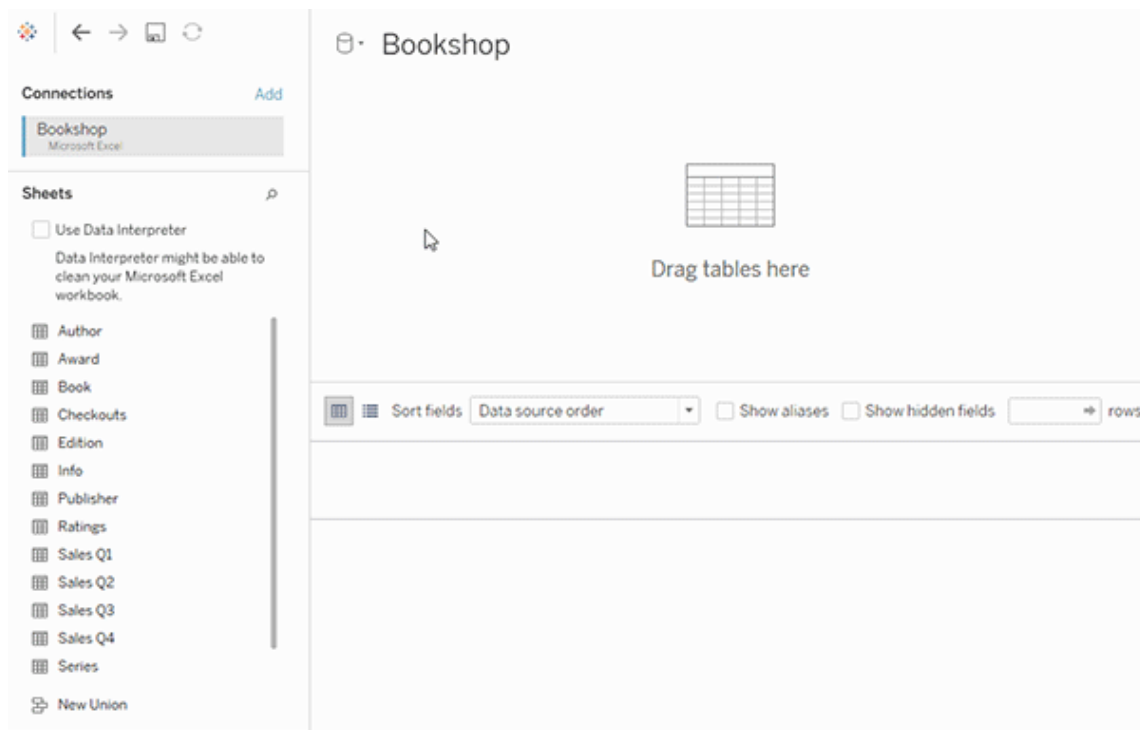 Bookshop
Connections
Add
Bookshop
Microsoft Excel
Sheets
Use Data Interpreter
Data Interpreter might be able to
clean your Microsoft Excel
workbook.
Author
Award
Book
Checkouts
Edition
Info
Publisher
Ratings
Sales Q1
Sales Q2
Sales Q3
Sales Q4
Series
New Union
Drag tables here
Sort fields
Data source order
Show aliases
Show hidden fields
rows